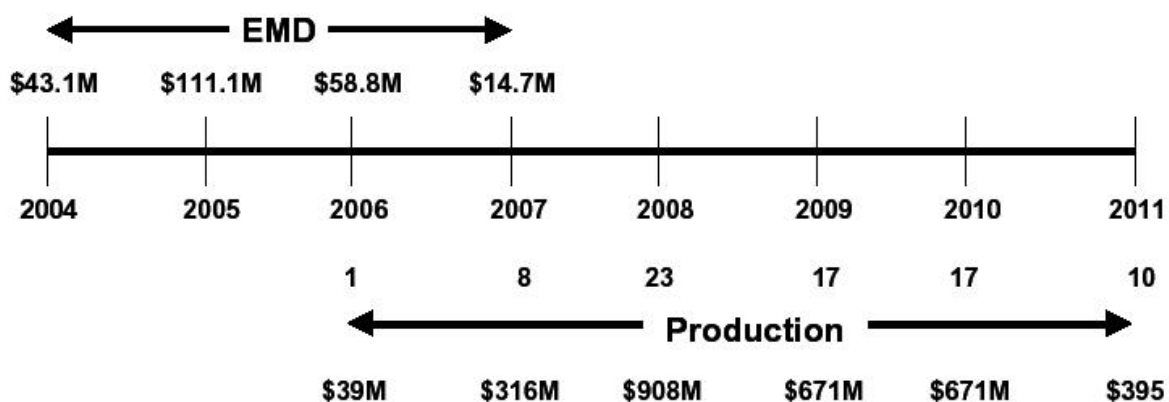 EMD
$43.1M $111.1M $58.8M $14.7M
2004 2005 2006 2007 2008 2009 2010 2011
1 8 23 17 17 10
Production
$39M $316M $908M $671M $671M $395